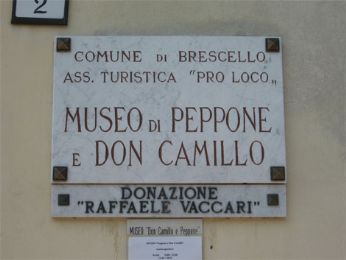 2
COMUNE DI BRESCELLO
ASS. TURISTICA "PRO LOCO„
MUSEO DI PEPPONE
E DON CAMILLO
DONAZIONE
"RAFFAELE VACCARI"
MUSEO "Don Camillo e Peppone"